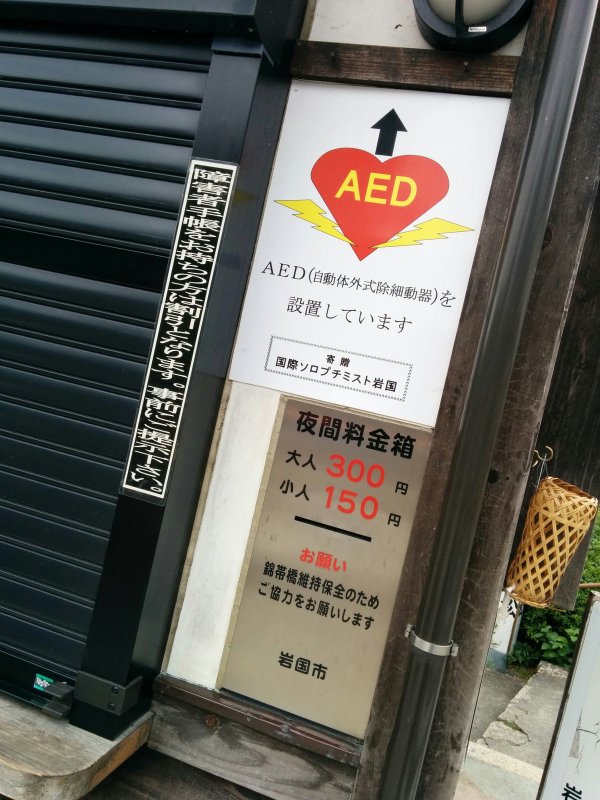 障害者手帳をお持ちの方は割引になります。事前にご提示下さい。
AED
AED(自動体外式除細動器)を
設置しています
寄贈
国際ソロプチミスト岩国
夜間料金箱
大人 300 円
小人 150 円
お願い
錦帯橋維持保全のため
ご協力をお願いします
岩国市
岩